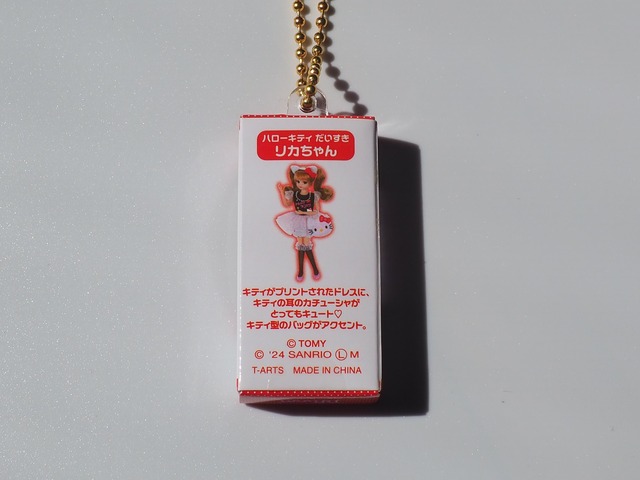 ハローキティ だいすき
リカちゃん
キティがプリントされたドレスに、
キティの耳のカチューシャが
とってもキュート♡
キティ型のバッグがアクセント。
© TOMY
© '24 SANRIO Ⓛ M
T-ARTS MADE IN CHINA